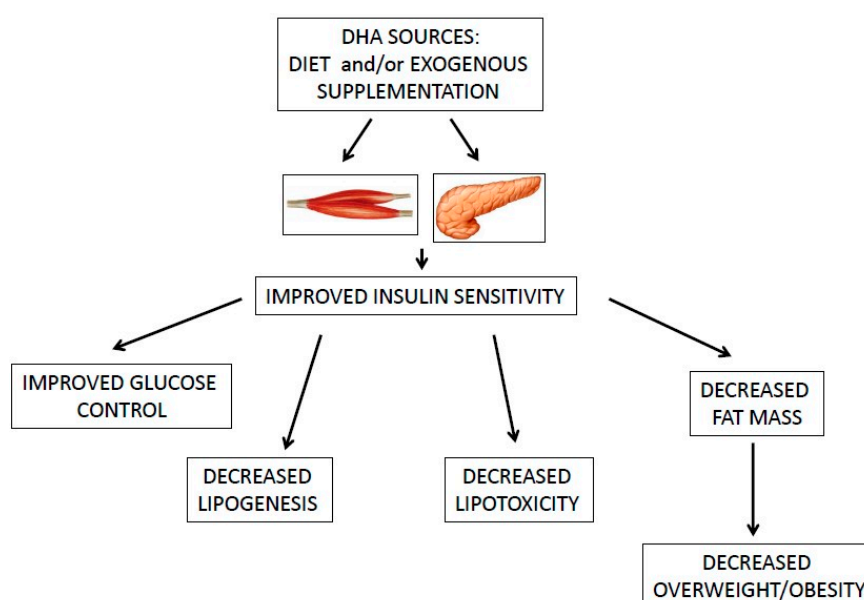 DHA SOURCES:
DIET and/or EXOGENOUS
SUPPLEMENTATION
IMPROVED INSULIN SENSITIVITY
IMPROVED GLUCOSE
CONTROL
DECREASED
FAT MASS
DECREASED
LIPOGENESIS
DECREASED
LIPOTOXICITY
DECREASED
OVERWEIGHT/OBESITY